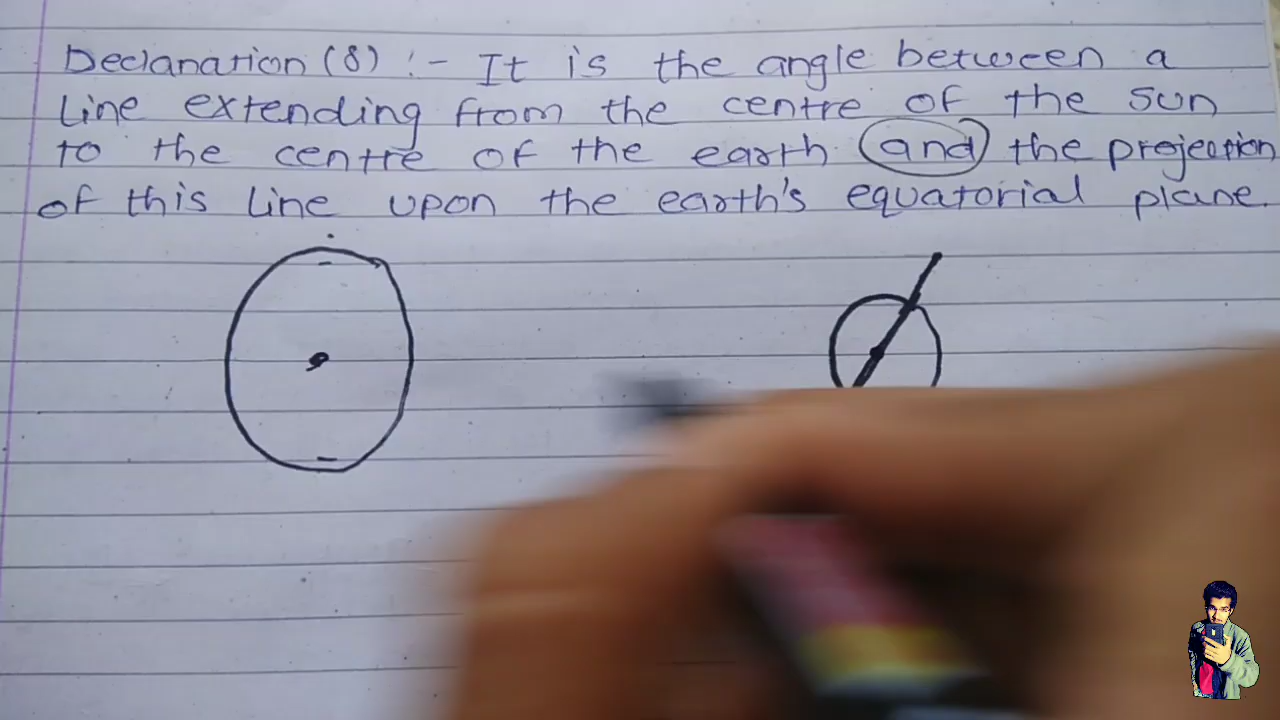 Declanation (δ) :- It is the angle between a
line extending from the centre of the sun
to the centre of the earth and the projection
of this line upon the earth's equatorial plane.